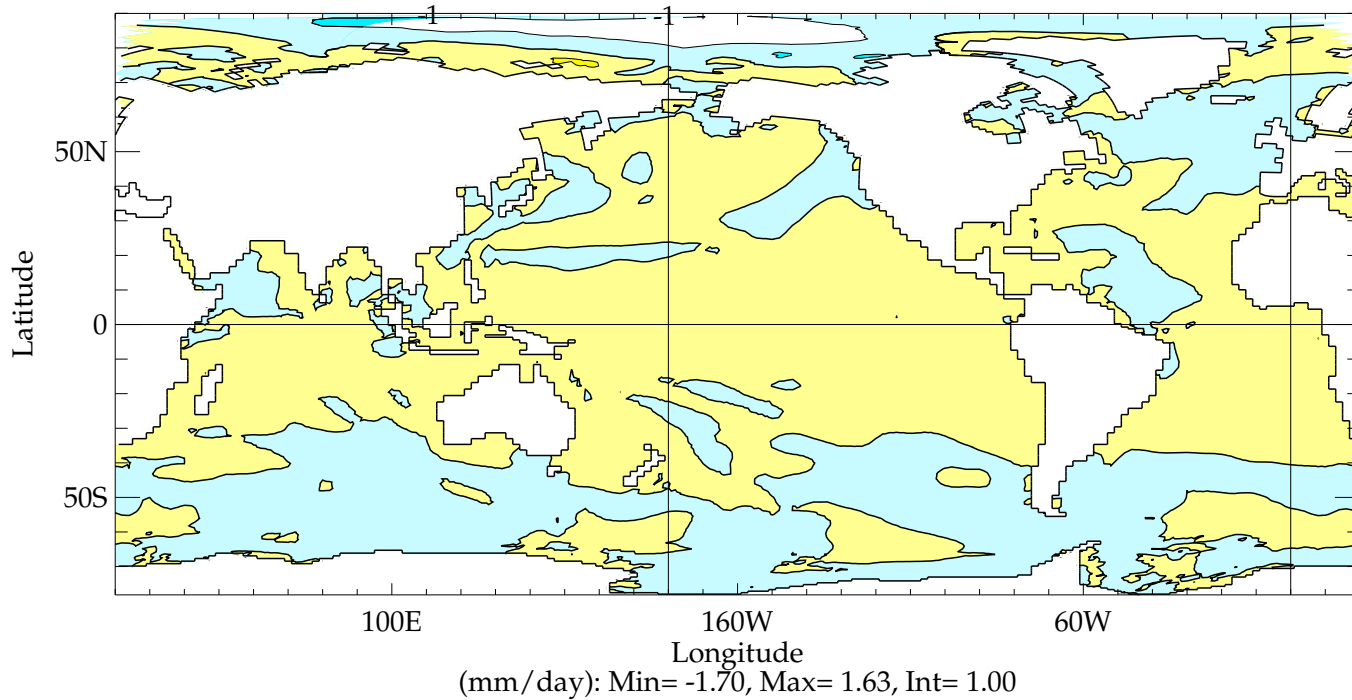 1
1
50N
0
50S
Latitude
100E
160W
60W
Longitude
(mm/day): Min= -1.70, Max= 1.63, Int= 1.00